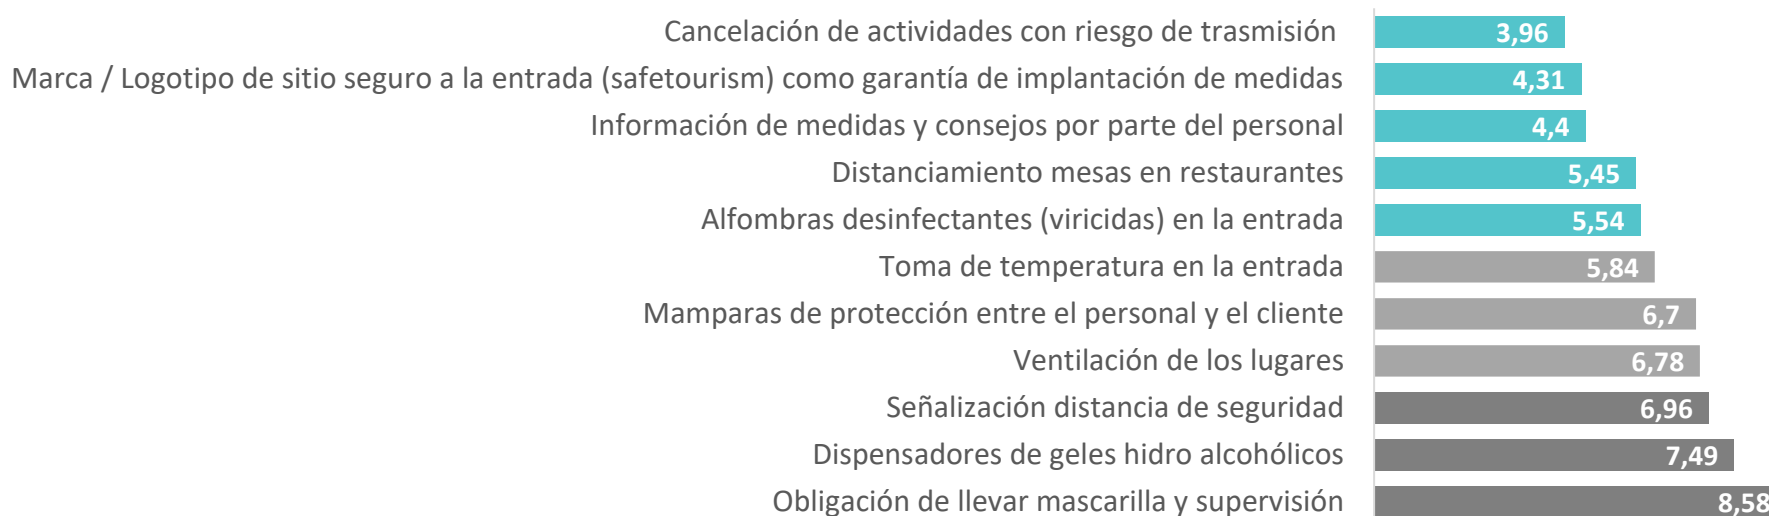 Cancelación de actividades con riesgo de trasmisión 3,96
Marca / Logotipo de sitio seguro a la entrada (safetourism) como garantía de implantación de medidas 4,31
Información de medidas y consejos por parte del personal 4,4
Distanciamiento mesas en restaurantes 5,45
Alfombras desinfectantes (viricidas) en la entrada 5,54
Toma de temperatura en la entrada 5,84
Mamparas de protección entre el personal y el cliente 6,7
Ventilación de los lugares 6,78
Señalización distancia de seguridad 6,96
Dispensadores de geles hidro alcohólicos 7,49
Obligación de llevar mascarilla y supervisión 8,58